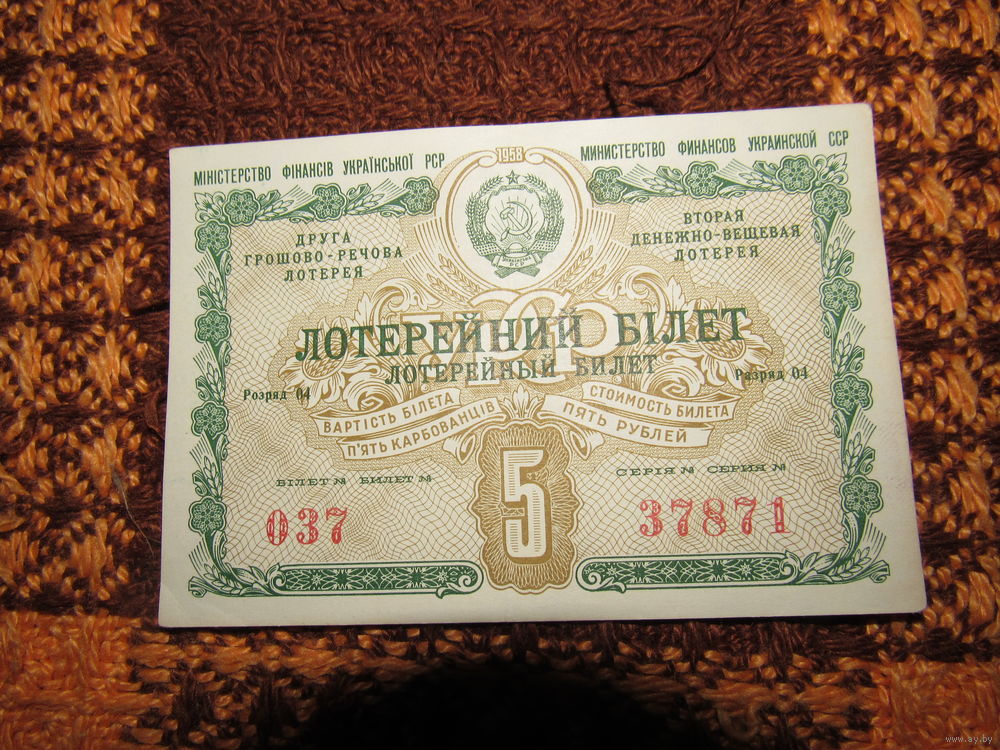 МІНІСТЕРСТВО ФІНАНСІВ УКРАЇНСЬКОЇ РСР
1958
МИНИСТЕРСТВО ФИНАНСОВ УКРАИНСКОЙ ССР
ДРУГА
ГРОШОВО-РЕЧОВА
ЛОТЕРЕЯ
ВТОРАЯ
ДЕНЕЖНО-ВЕЩЕВАЯ
ЛОТЕРЕЯ
Українська
РСР
ЛОТЕРЕЙНИЙ БІЛЕТ
ЛОТЕРЕЙНЫЙ БИЛЕТ
Розряд 04
Разряд 04
ВАРТІСТЬ БІЛЕТА
П'ЯТЬ КАРБОВАНЦІВ
СТОИМОСТЬ БИЛЕТА
ПЯТЬ РУБЛЕЙ
БІЛЕТ № БИЛЕТ №
037
5
СЕРІЯ № СЕРИЯ №
37871
www.ay.by